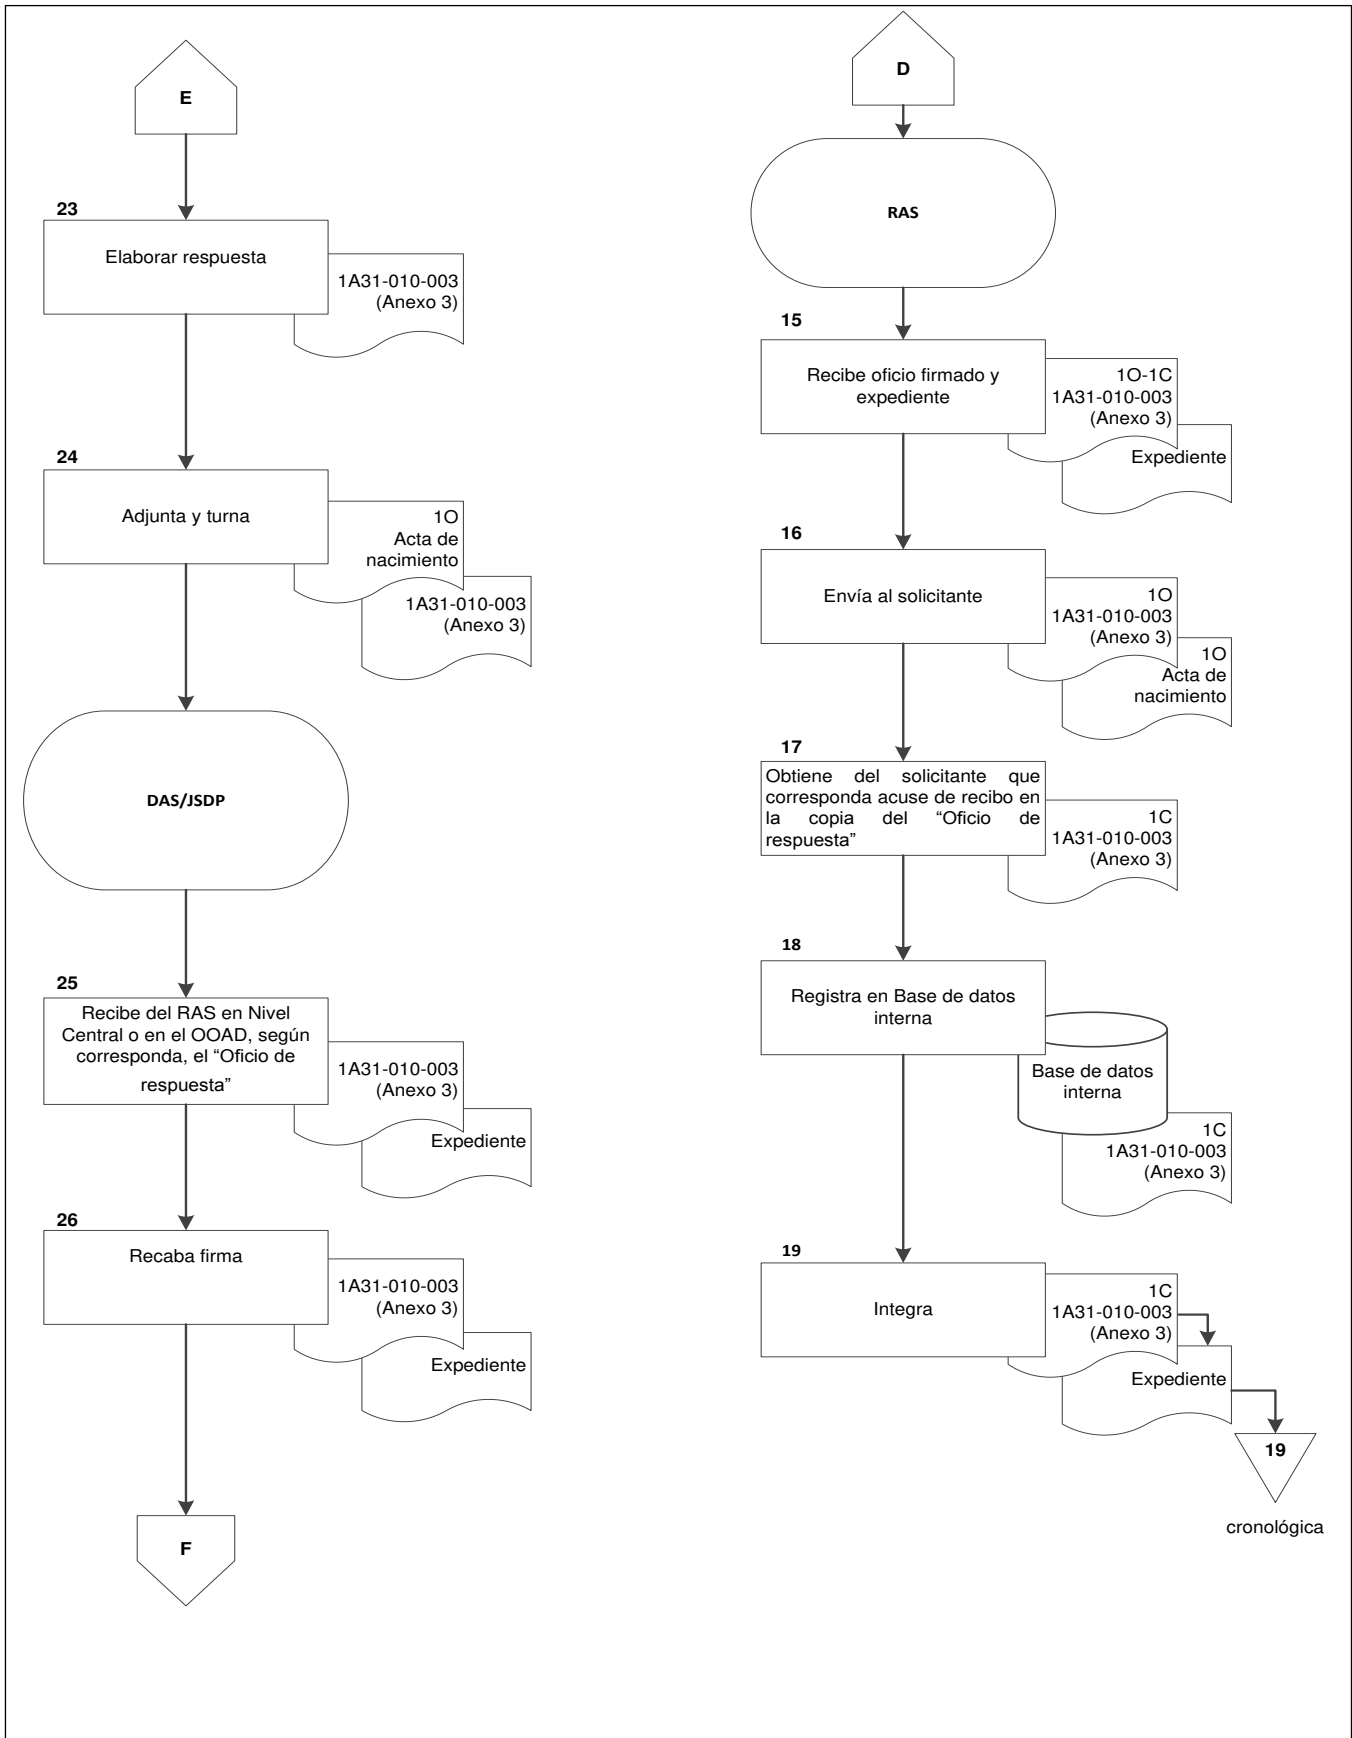 E
23
Elaborar respuesta
1A31-010-003
(Anexo 3)
24
Adjunta y turna
1O
Acta de
nacimiento
1A31-010-003
(Anexo 3)
DAS/JSDP
25
Recibe del RAS en Nivel
Central o en el OOAD, según
corresponda, el “Oficio de
respuesta”
1A31-010-003
(Anexo 3)
Expediente
26
Recaba firma
1A31-010-003
(Anexo 3)
Expediente
F
D
RAS
15
Recibe oficio firmado y
expediente
1O-1C
1A31-010-003
(Anexo 3)
Expediente
16
Envía al solicitante
1O
1A31-010-003
(Anexo 3)
1O
Acta de
nacimiento
17
Obtiene del solicitante que
corresponda acuse de recibo en
la copia del “Oficio de
respuesta”
1C
1A31-010-003
(Anexo 3)
18
Registra en Base de datos
interna
Base de datos
interna
1C
1A31-010-003
(Anexo 3)
19
Integra
1C
1A31-010-003
(Anexo 3)
Expediente
19
cronológica